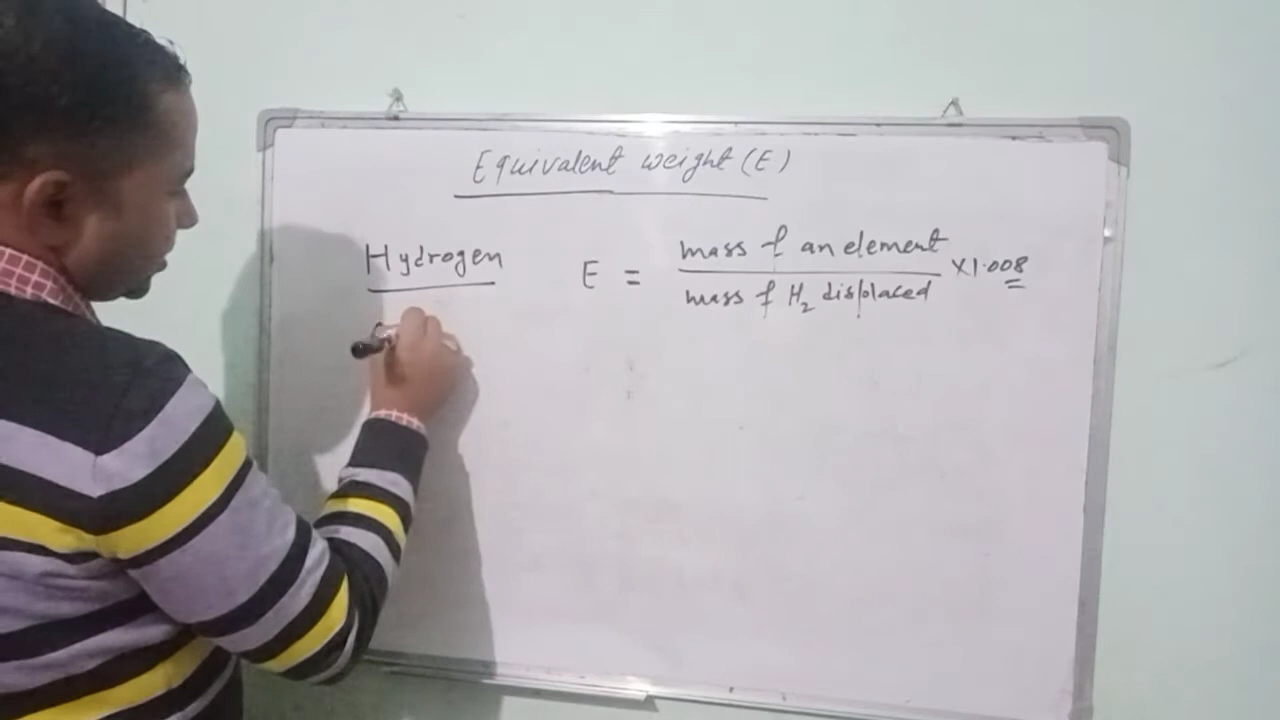 Equivalent weight (E)
Hydrogen
E = mass of an element / mass of H₂ displaced ×1.008